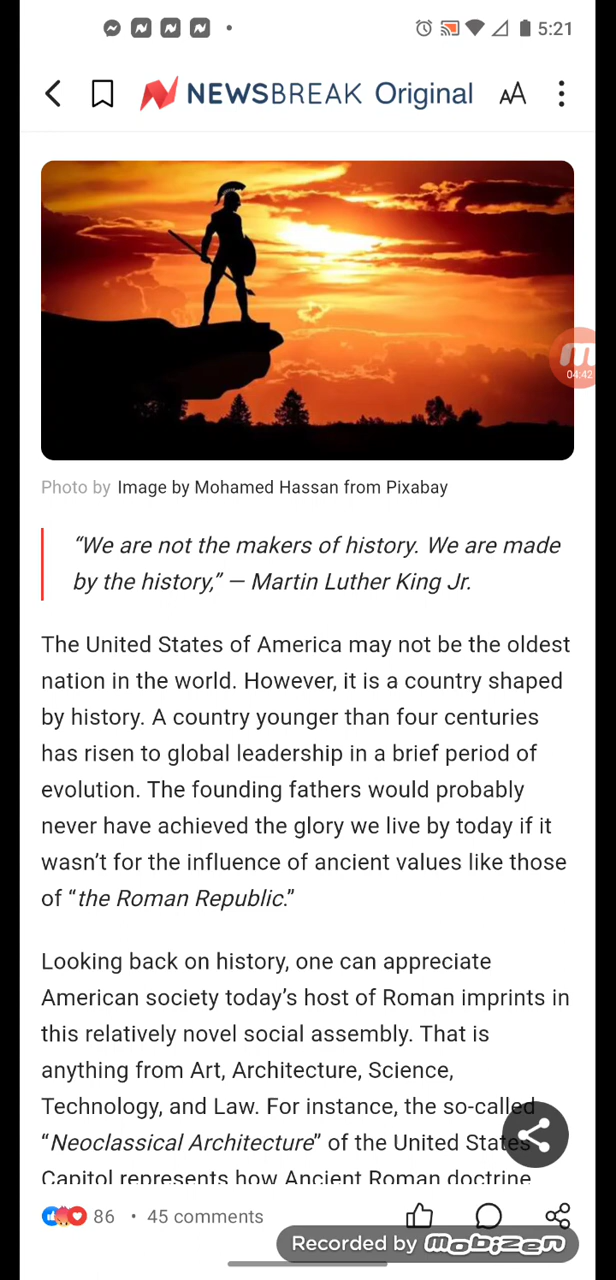 5:21
NEWSBREAK Original AA
04:42
Photo by Image by Mohamed Hassan from Pixabay
“We are not the makers of history. We are made
by the history,” — Martin Luther King Jr.
The United States of America may not be the oldest
nation in the world. However, it is a country shaped
by history. A country younger than four centuries
has risen to global leadership in a brief period of
evolution. The founding fathers would probably
never have achieved the glory we live by today if it
wasn’t for the influence of ancient values like those
of “the Roman Republic.”
Looking back on history, one can appreciate
American society today’s host of Roman imprints in
this relatively novel social assembly. That is
anything from Art, Architecture, Science,
Technology, and Law. For instance, the so-called
“Neoclassical Architecture” of the United States
Capitol represents how Ancient Roman doctrine
86 • 45 comments
Recorded by mobizen